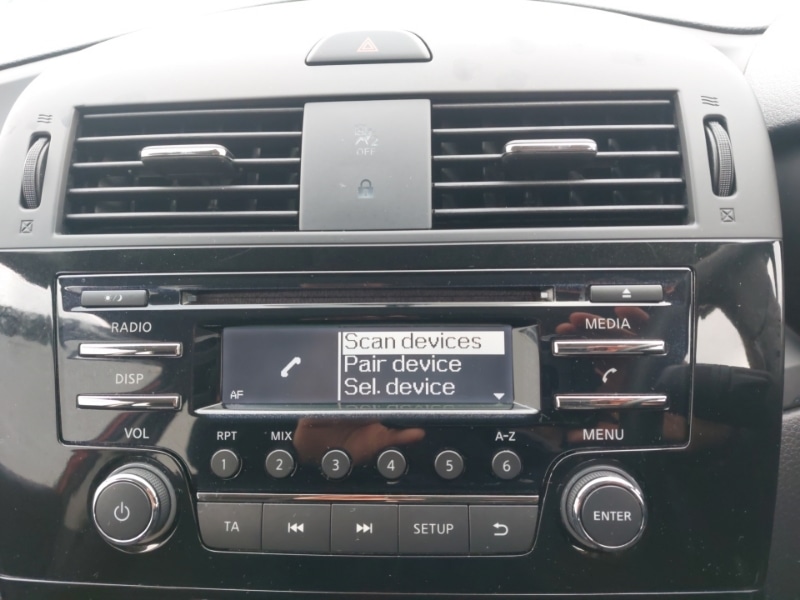 OFF
RADIO
MEDIA
DISP
Scan devices
Pair device
Sel. device
AF
VOL
RPT
MIX
A-Z
MENU
1
2
3
4
5
6
TA
SETUP
ENTER